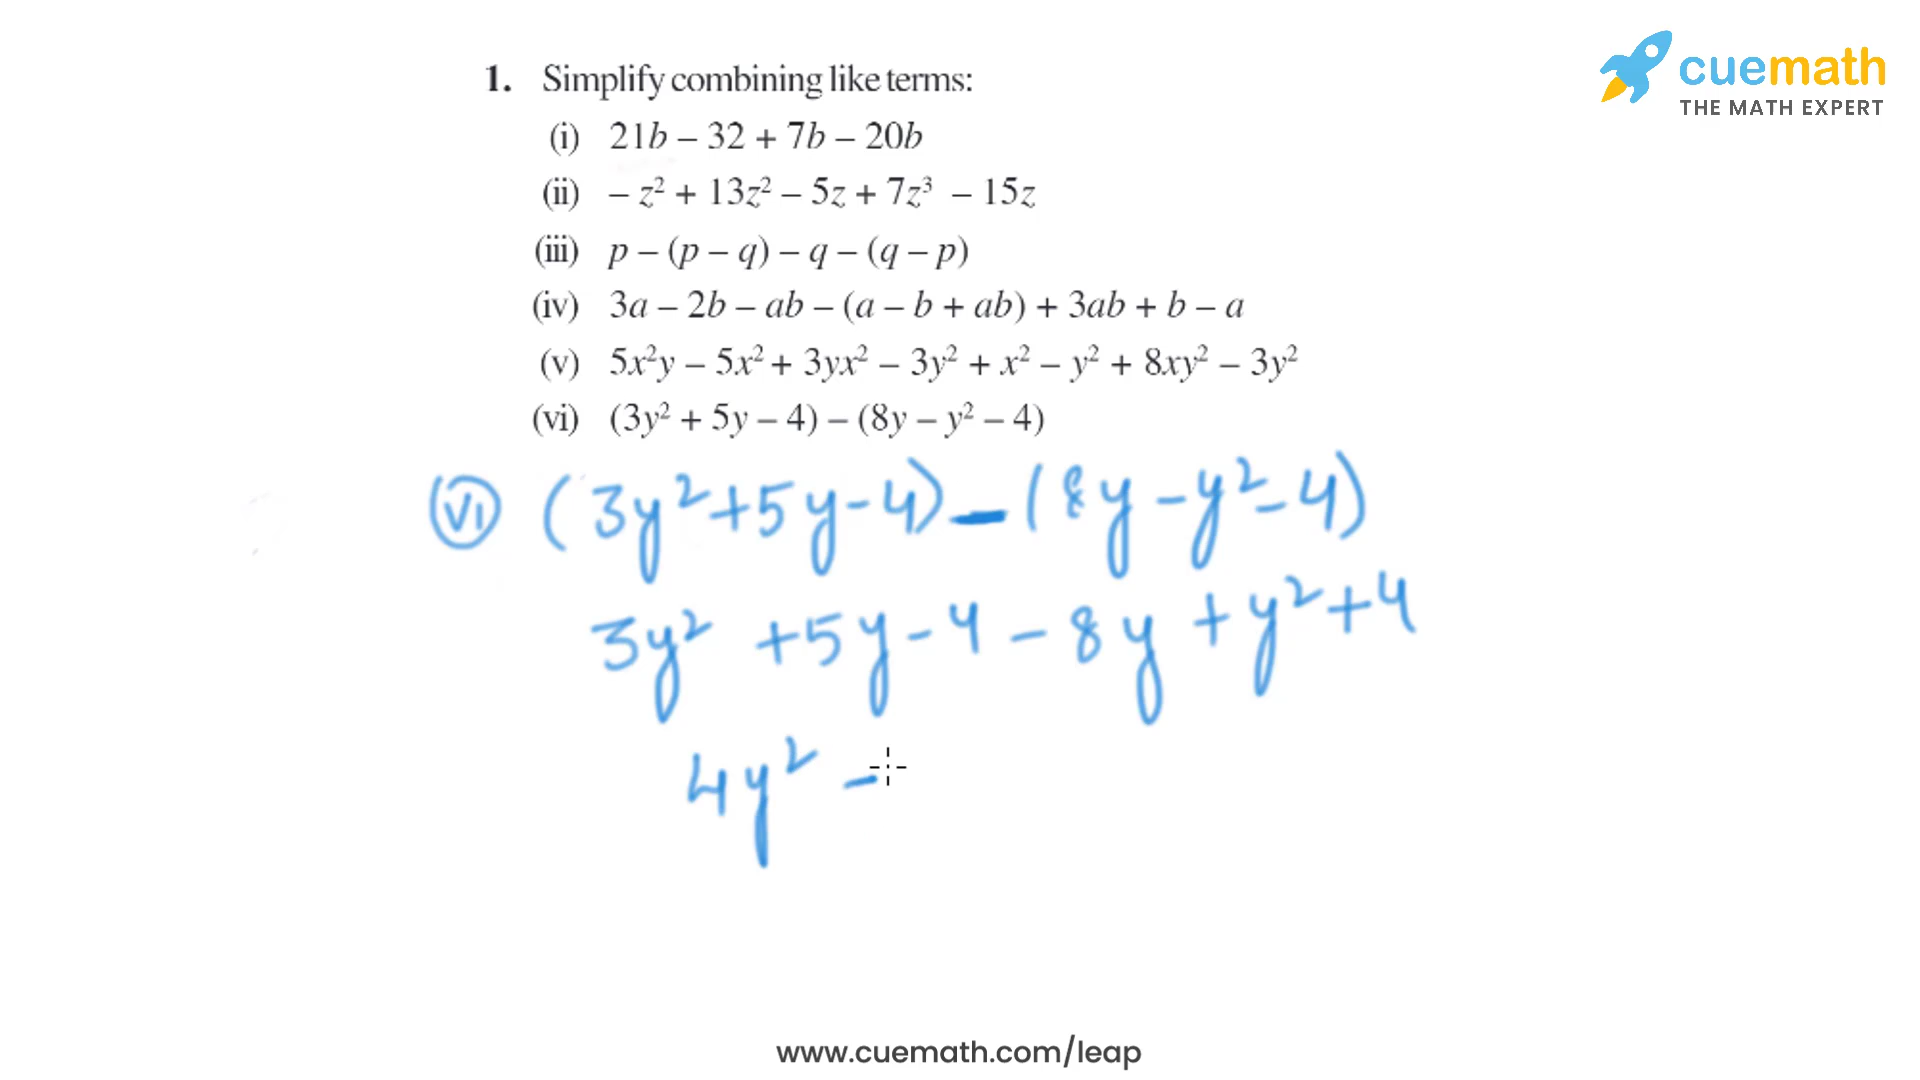 cuemath
THE MATH EXPERT
1. Simplify combining like terms:
(i) 21b – 32 + 7b – 20b
(ii) – z² + 13z² – 5z + 7z³ – 15z
(iii) p – (p – q) – q – (q – p)
(iv) 3a – 2b – ab – (a – b + ab) + 3ab + b – a
(v) 5x²y – 5x² + 3yx² – 3y² + x² – y² + 8xy² – 3y²
(vi) (3y² + 5y – 4) – (8y – y² – 4)
(VI) (3y²+5y-4) - (8y-y²-4)
3y² +5y-4-8y+y²+4
4y² -
www.cuemath.com/leap